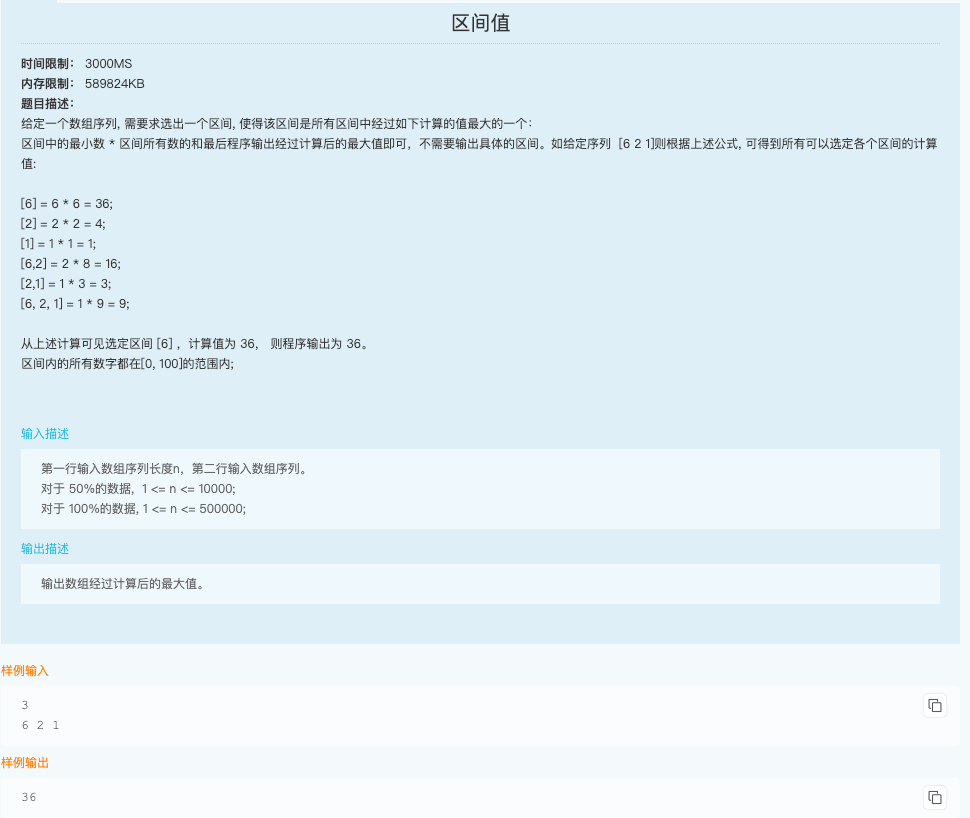 区间值
时间限制： 3000MS
内存限制： 589824KB
题目描述：
给定一个数组序列, 需要求选出一个区间, 使得该区间是所有区间中经过如下计算的值最大的一个：
区间中的最小数 * 区间所有数的和最后程序输出经过计算后的最大值即可，不需要输出具体的区间。如给定序列 [6 2 1]则根据上述公式, 可得到所有可以选定各个区间的计算
值:
[6] = 6 * 6 = 36;
[2] = 2 * 2 = 4;
[1] = 1 * 1 = 1;
[6,2] = 2 * 8 = 16;
[2,1] = 1 * 3 = 3;
[6, 2, 1] = 1 * 9 = 9;
从上述计算可见选定区间 [6] ，计算值为 36， 则程序输出为 36。
区间内的所有数字都在[0, 100]的范围内;
输入描述
第一行输入数组序列长度n，第二行输入数组序列。
对于 50%的数据，1 <= n <= 10000;
对于 100%的数据, 1 <= n <= 500000;
输出描述
输出数组经过计算后的最大值。
样例输入
3
6 2 1
样例输出
36